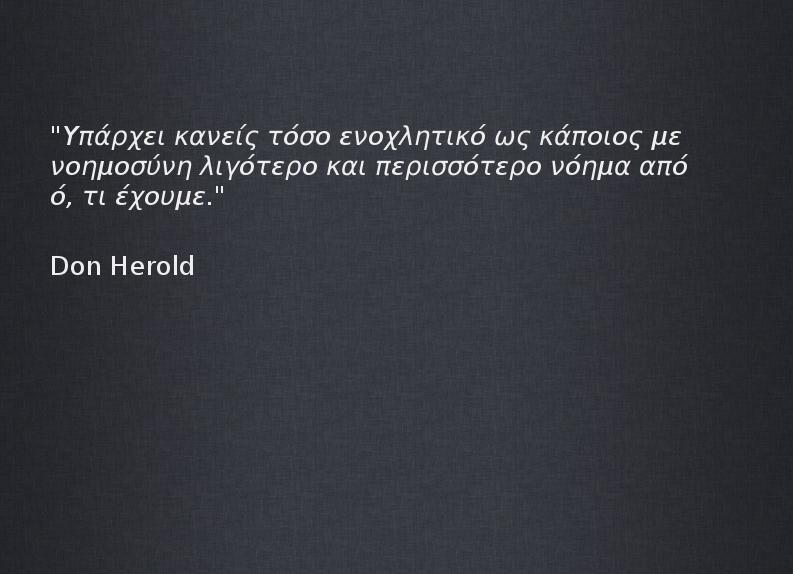 "Υπάρχει κανείς τόσο ενοχλητικό ως κάποιος με
νοημοσύνη λιγότερο και περισσότερο νόημα από
ό, τι έχουμε."
Don Herold